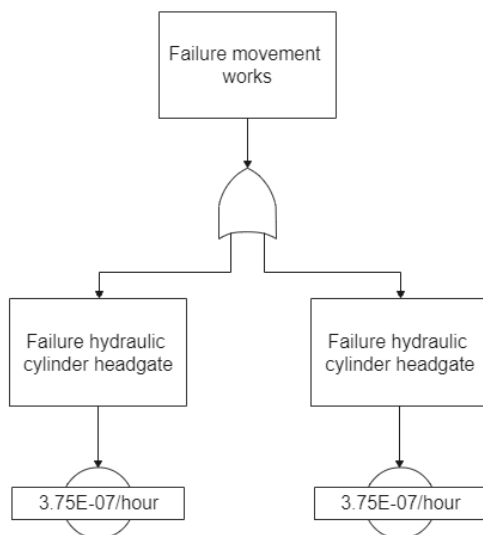 Failure movement
works
Failure hydraulic
cylinder headgate
Failure hydraulic
cylinder headgate
3.75E-07/hour
3.75E-07/hour